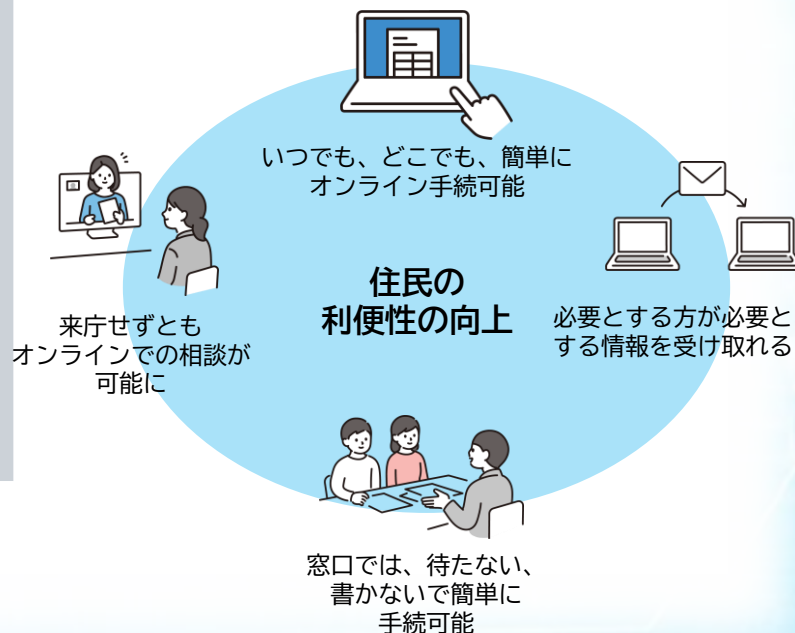 いつでも、どこでも、簡単に
オンライン手続可能
住民の
利便性の向上
来庁せずとも
オンラインでの相談が
可能に
必要とする方が必要と
する情報を受け取れる
窓口では、待たない、
書かないで簡単に
手続可能